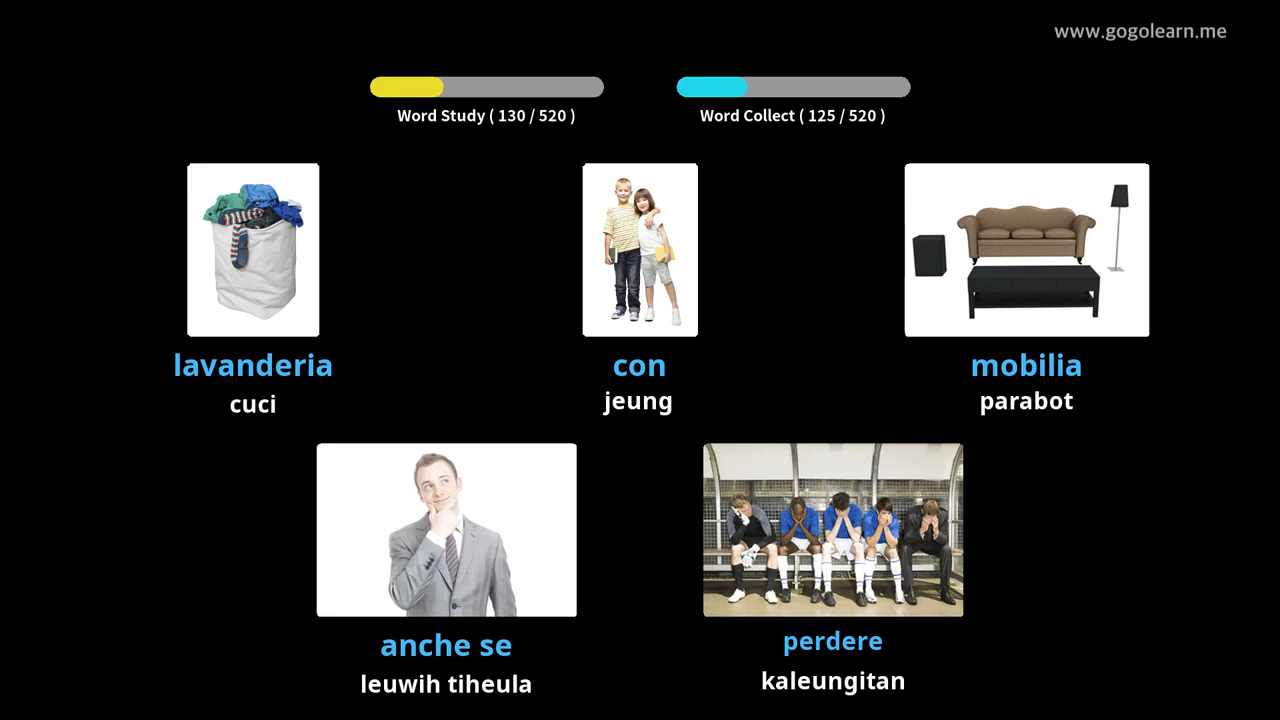 www.gogolearn.me
Word Study ( 130 / 520 )
Word Collect ( 125 / 520 )
lavanderia
cuci
con
jeung
mobilia
parabot
anche se
leuwih tiheula
perdere
kaleungitan